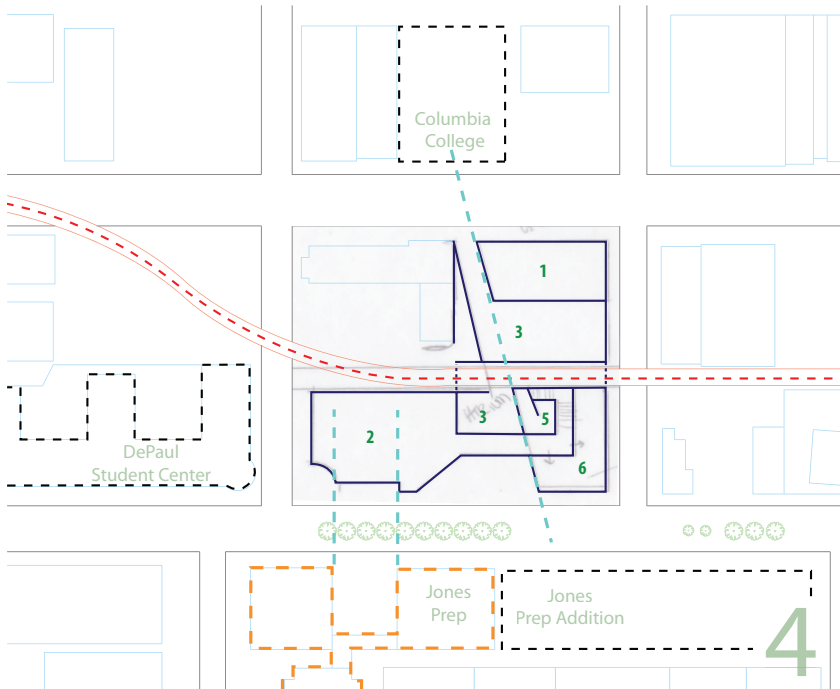 Columbia
College
1
3
3
5
2
6
DePaul
Student Center
Jones
Prep
Jones
Prep Addition
4